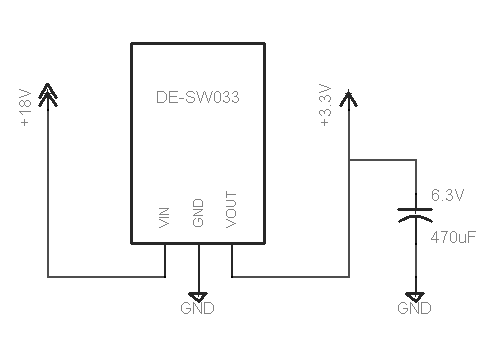 DE-SW033
+18V
+3.3V
VIN
GND
VOUT
6.3V
470uF
GND
GND